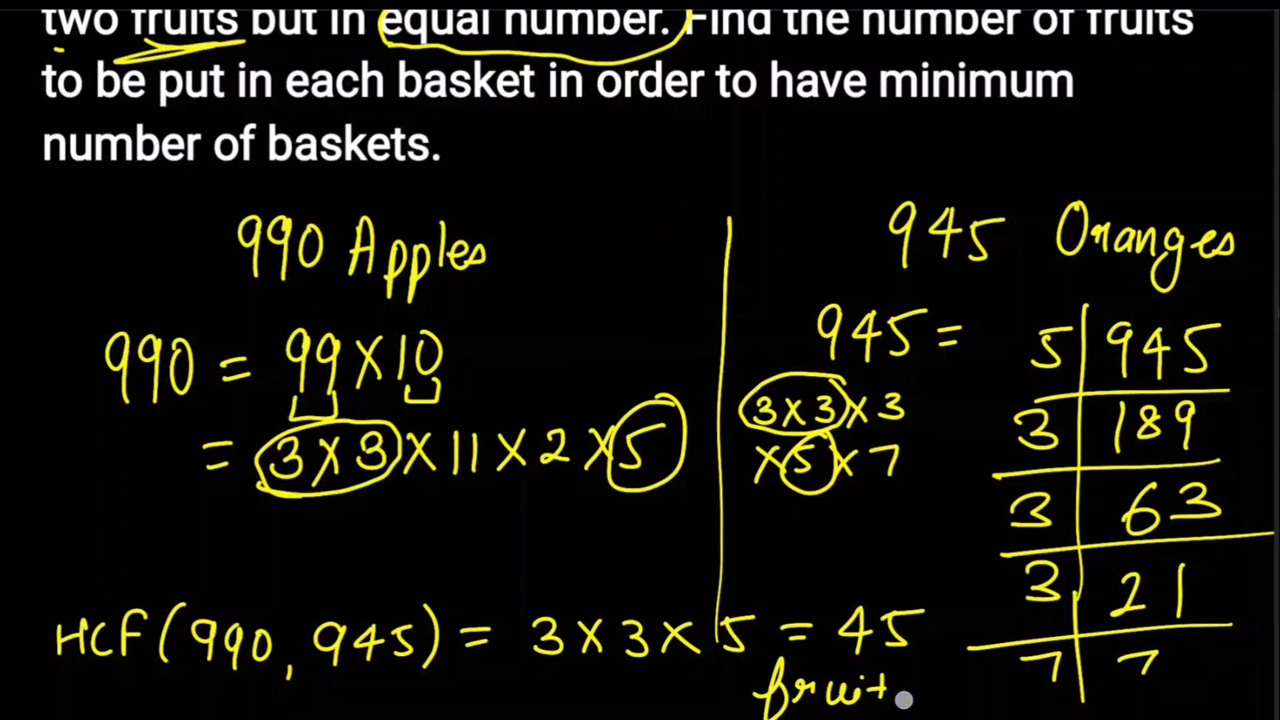 two fruits but in equal number. Find the number of fruits
to be put in each basket in order to have minimum
number of baskets.
990 Apples
990 = 99 × 10
= 3 × 3 × 11 × 2 × 5
945 Oranges
945 =
3 × 3 × 3
× 5 × 7
5 | 945
3 | 189
3 | 63
3 | 21
7 | 7
HCF(990, 945) = 3 × 3 × 5 = 45
fruit